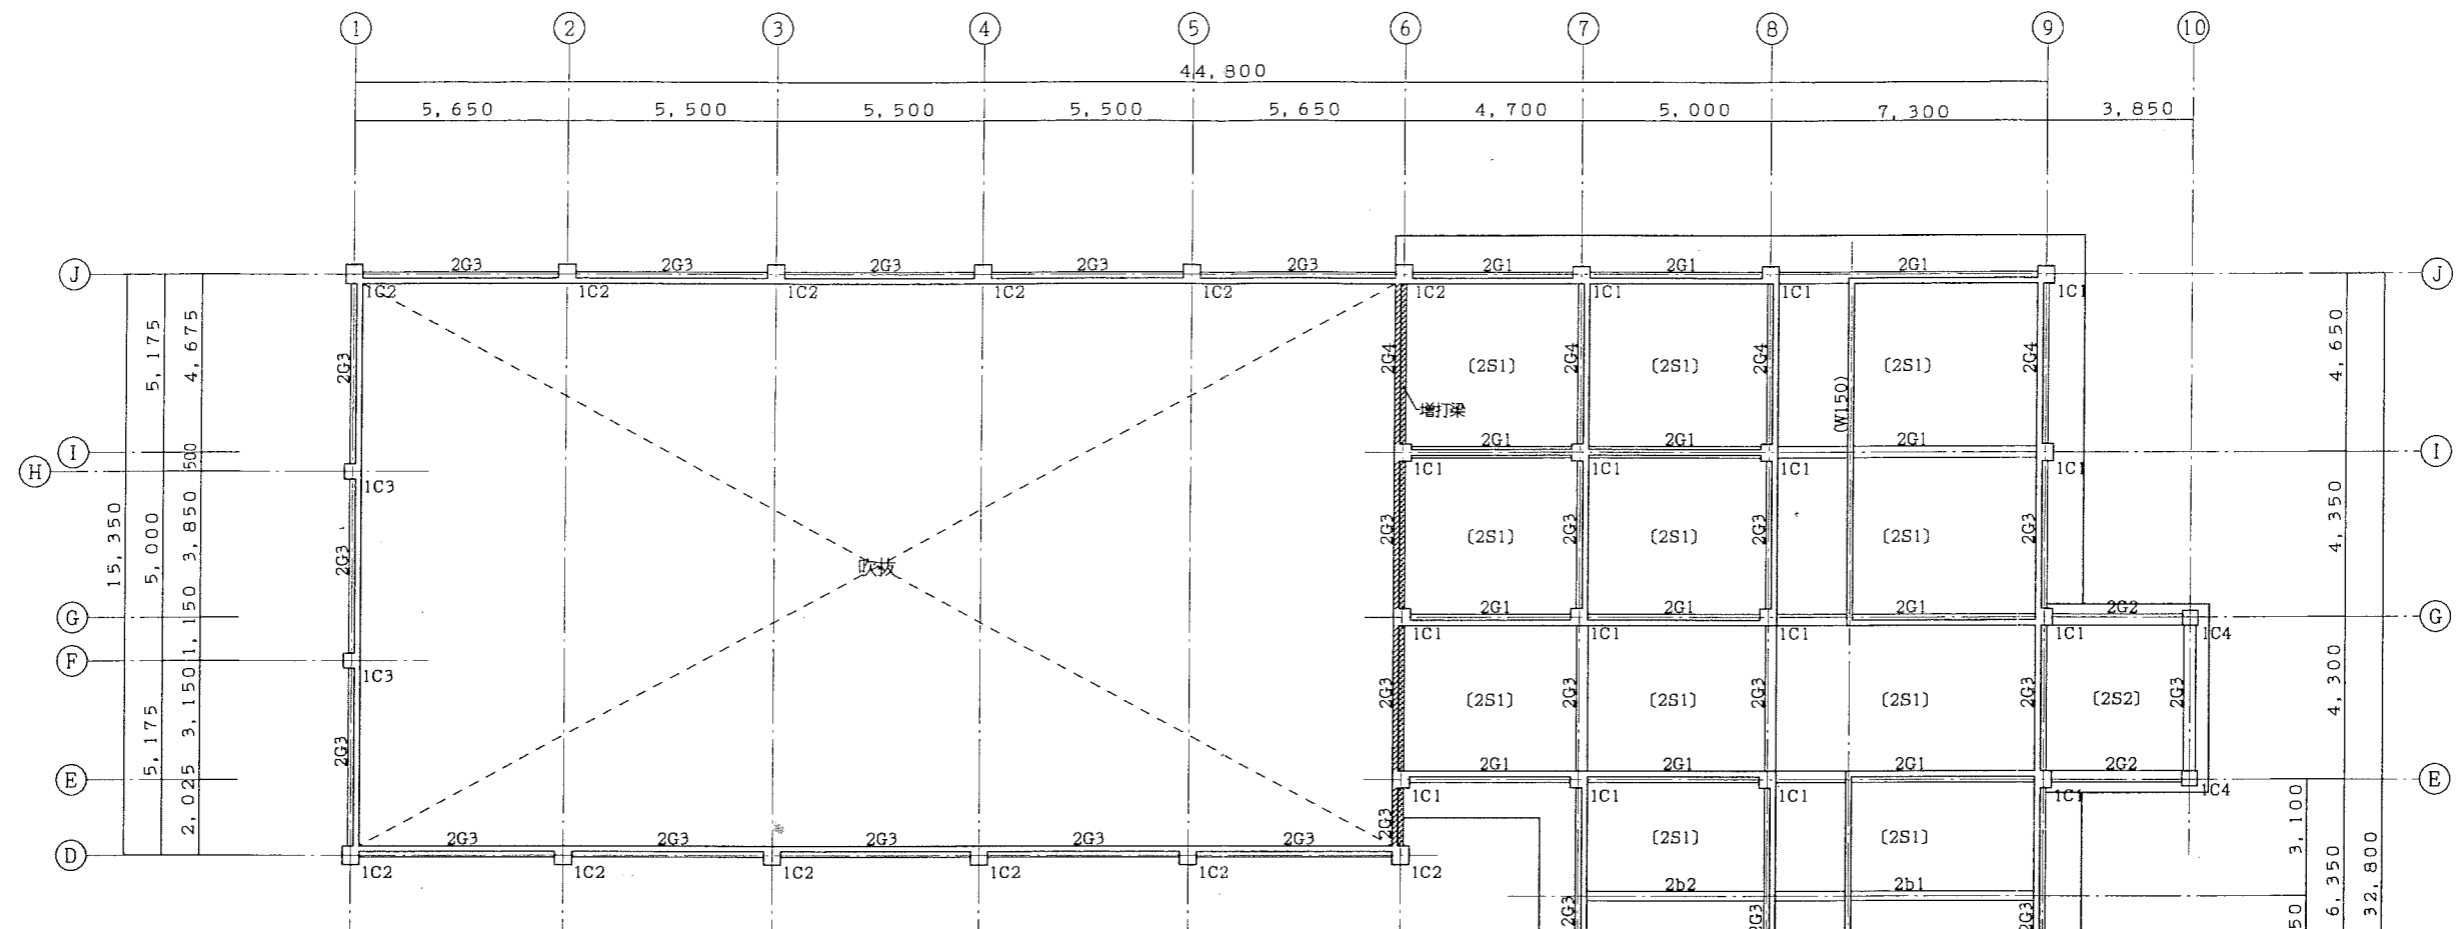 1 2 3 4 5 6 7 8 9 10
44,800
5,650 5,500 5,500 5,500 5,650 4,700 5,000 7,300 3,850
J 2G3 2G3 2G3 2G3 2G3 2G1 2G1 2G1 J
1C2 1C2 1C2 1C2 1C2 1C2 1C1 1C1 1C1
5,175 4,675 2G3 2G4 (2S1) 2G4 (2S1) 2G4 (2S1) 2G4 4,650
増打梁 (W150)
I 500 2G1 2G1 2G1 I
H 1C3 1C1 1C1 1C1 1C1
15,350 5,000 3,850 2G3 2G3 (2S1) 2G3 (2S1) 2G3 (2S1) 2G3 4,350
吹抜
G 1,150 2G1 2G1 2G1 2G2 G
1C1 1C1 1C1 1C1 1C4
F 1C3
5,175 3,150 2G3 2G3 (2S1) 2G3 (2S1) 2G3 (2S1) 2G3 (2S2) 2G3 4,300
E 2G1 2G1 2G1 2G2 E
2,025 1C1 1C1 1C1 1C1 1C4
2G3 2G3 2G3 2G3 2G3 2G3 (2S1) (2S1) 3,100
D 1C2 1C2 1C2 1C2 1C2 1C2
2b2 2b1
2G3 2G3 2G3 50 6,350 32,800